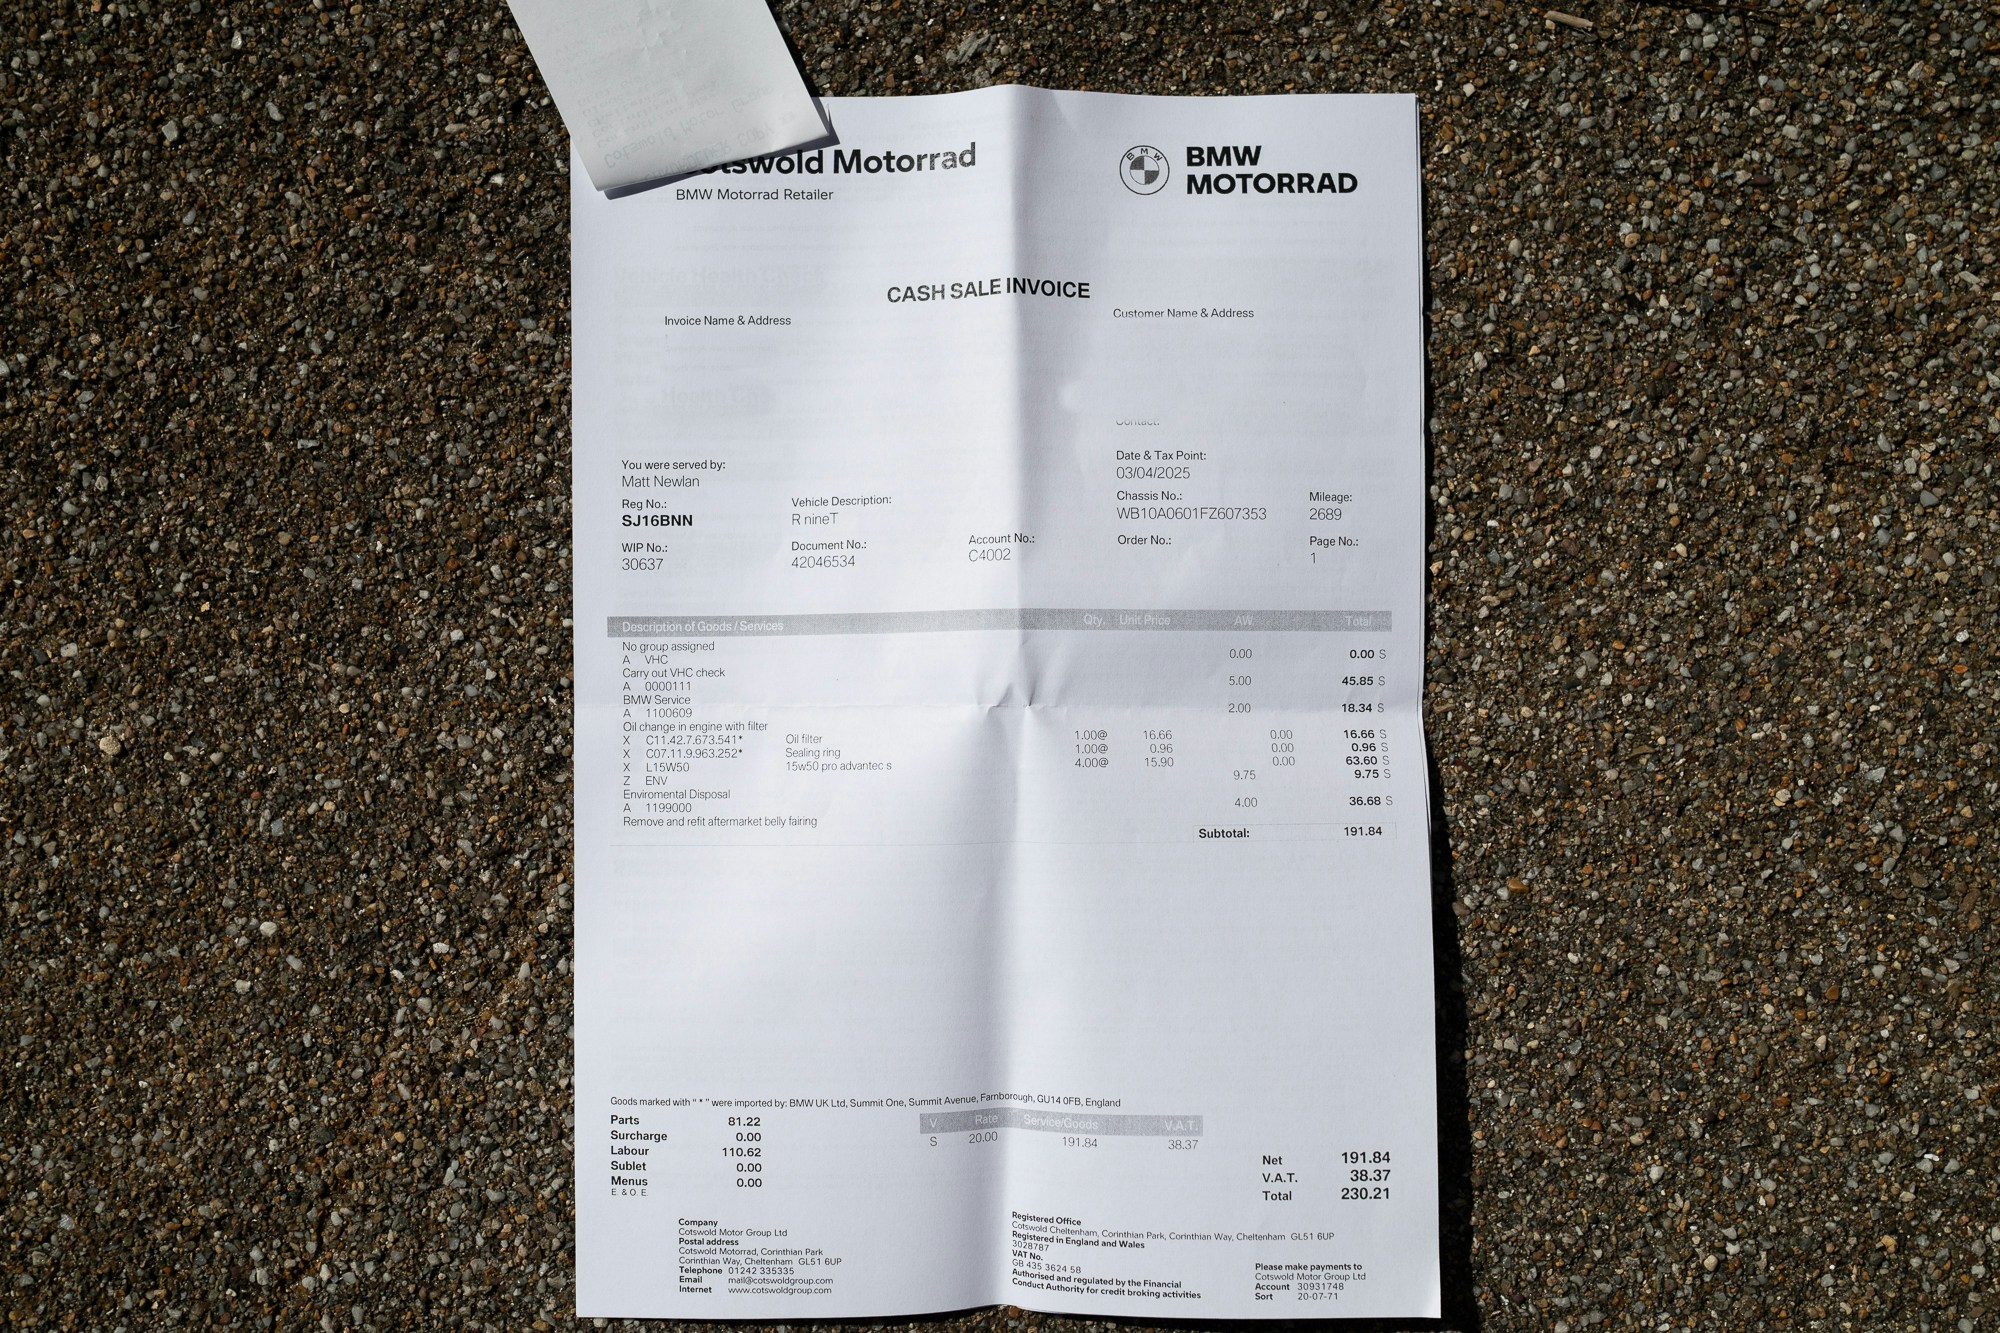 Cotswold Motor Group
otswold Motorrad
BMW Motorrad Retailer
BMW
BMW
MOTORRAD
CASH SALE INVOICE
Invoice Name & Address
Customer Name & Address
Contact:
You were served by:
Matt Newlan
Date & Tax Point:
03/04/2025
Reg No.:
SJ16BNN
Vehicle Description:
R nineT
Chassis No.:
WB10A0601FZ607353
Mileage:
2689
WIP No.:
30637
Document No.:
42046534
Account No.:
C4002
Order No.:
Page No.:
1
Description of Goods / Services Qty. Unit Price AW Total
No group assigned
A VHC 0.00 0.00 S
Carry out VHC check
A 0000111 5.00 45.85 S
BMW Service
A 1100609 2.00 18.34 S
Oil change in engine with filter
X C11.42.7.673.541* Oil filter 1.00@ 16.66 0.00 16.66 S
X C07.11.9.963.252* Sealing ring 1.00@ 0.96 0.00 0.96 S
X L15W50 15w50 pro advantec s 4.00@ 15.90 0.00 63.60 S
Z ENV 9.75 9.75 S
Enviromental Disposal
A 1199000 4.00 36.68 S
Remove and refit aftermarket belly fairing
Subtotal: 191.84
Goods marked with " * " were imported by: BMW UK Ltd, Summit One, Summit Avenue, Farnborough, GU14 0FB, England
Parts 81.22
Surcharge 0.00
Labour 110.62
Sublet 0.00
Menus 0.00
E. & O. E.
V Rate Service/Goods V.A.T.
S 20.00 191.84 38.37
Net 191.84
V.A.T. 38.37
Total 230.21
Company
Cotswold Motor Group Ltd
Postal address
Cotswold Motorrad, Corinthian Park
Corinthian Way, Cheltenham GL51 6UP
Telephone 01242 335335
Email mail@cotswoldgroup.com
Internet www.cotswoldgroup.com
Registered Office
Cotswold Cheltenham, Corinthian Park, Corinthian Way, Cheltenham GL51 6UP
Registered in England and Wales
3028787
VAT No.
GB 435 3624 58
Authorised and regulated by the Financial
Conduct Authority for credit broking activities
Please make payments to
Cotswold Motor Group Ltd
Account 30931748
Sort 20-07-71